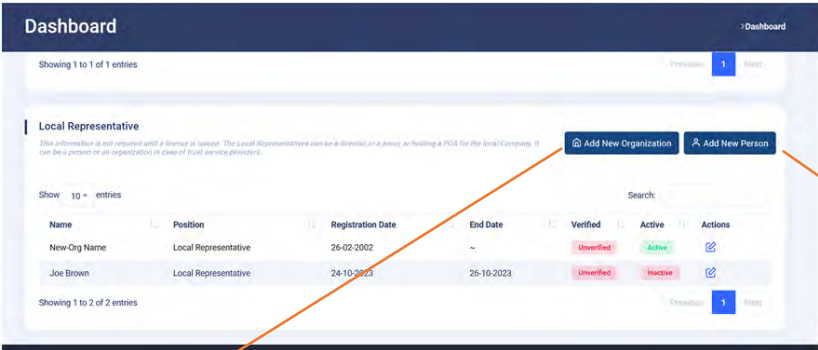 Dashboard
>Dashboard
Showing 1 to 1 of 1 entries
Previous 1 Next
Local Representative
This information is not required until a license is issued. The Local Representatives can be a director or a holding a POA for the local Company. It
can be a person or an organization in case of trust service providers.
Add New Organization Add New Person
Show 10 entries Search:
Name Position Registration Date End Date Verified Active Actions
New-Org Name Local Representative 26-02-2002 ~ Unverified Active
Joe Brown Local Representative 24-10-2023 26-10-2023 Unverified Inactive
Showing 1 to 2 of 2 entries Previous 1 Next